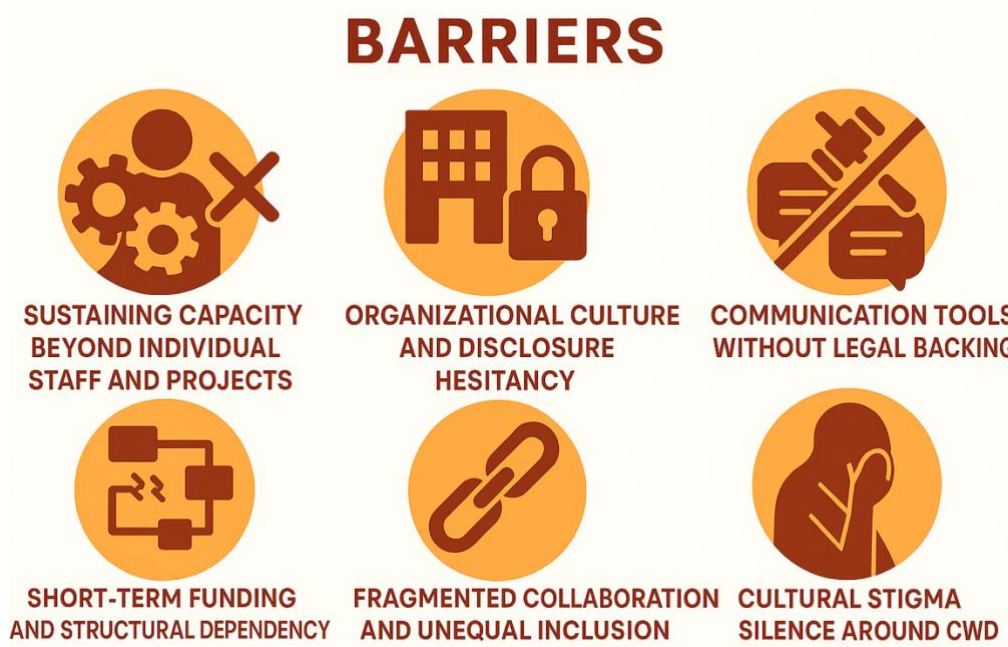 BARRIERS
SUSTAINING CAPACITY
BEYOND INDIVIDUAL
STAFF AND PROJECTS
ORGANIZATIONAL CULTURE
AND DISCLOSURE
HESITANCY
COMMUNICATION TOOLS
WITHOUT LEGAL BACKING
SHORT-TERM FUNDING
AND STRUCTURAL DEPENDENCY
FRAGMENTED COLLABORATION
AND UNEQUAL INCLUSION
CULTURAL STIGMA
SILENCE AROUND CWD